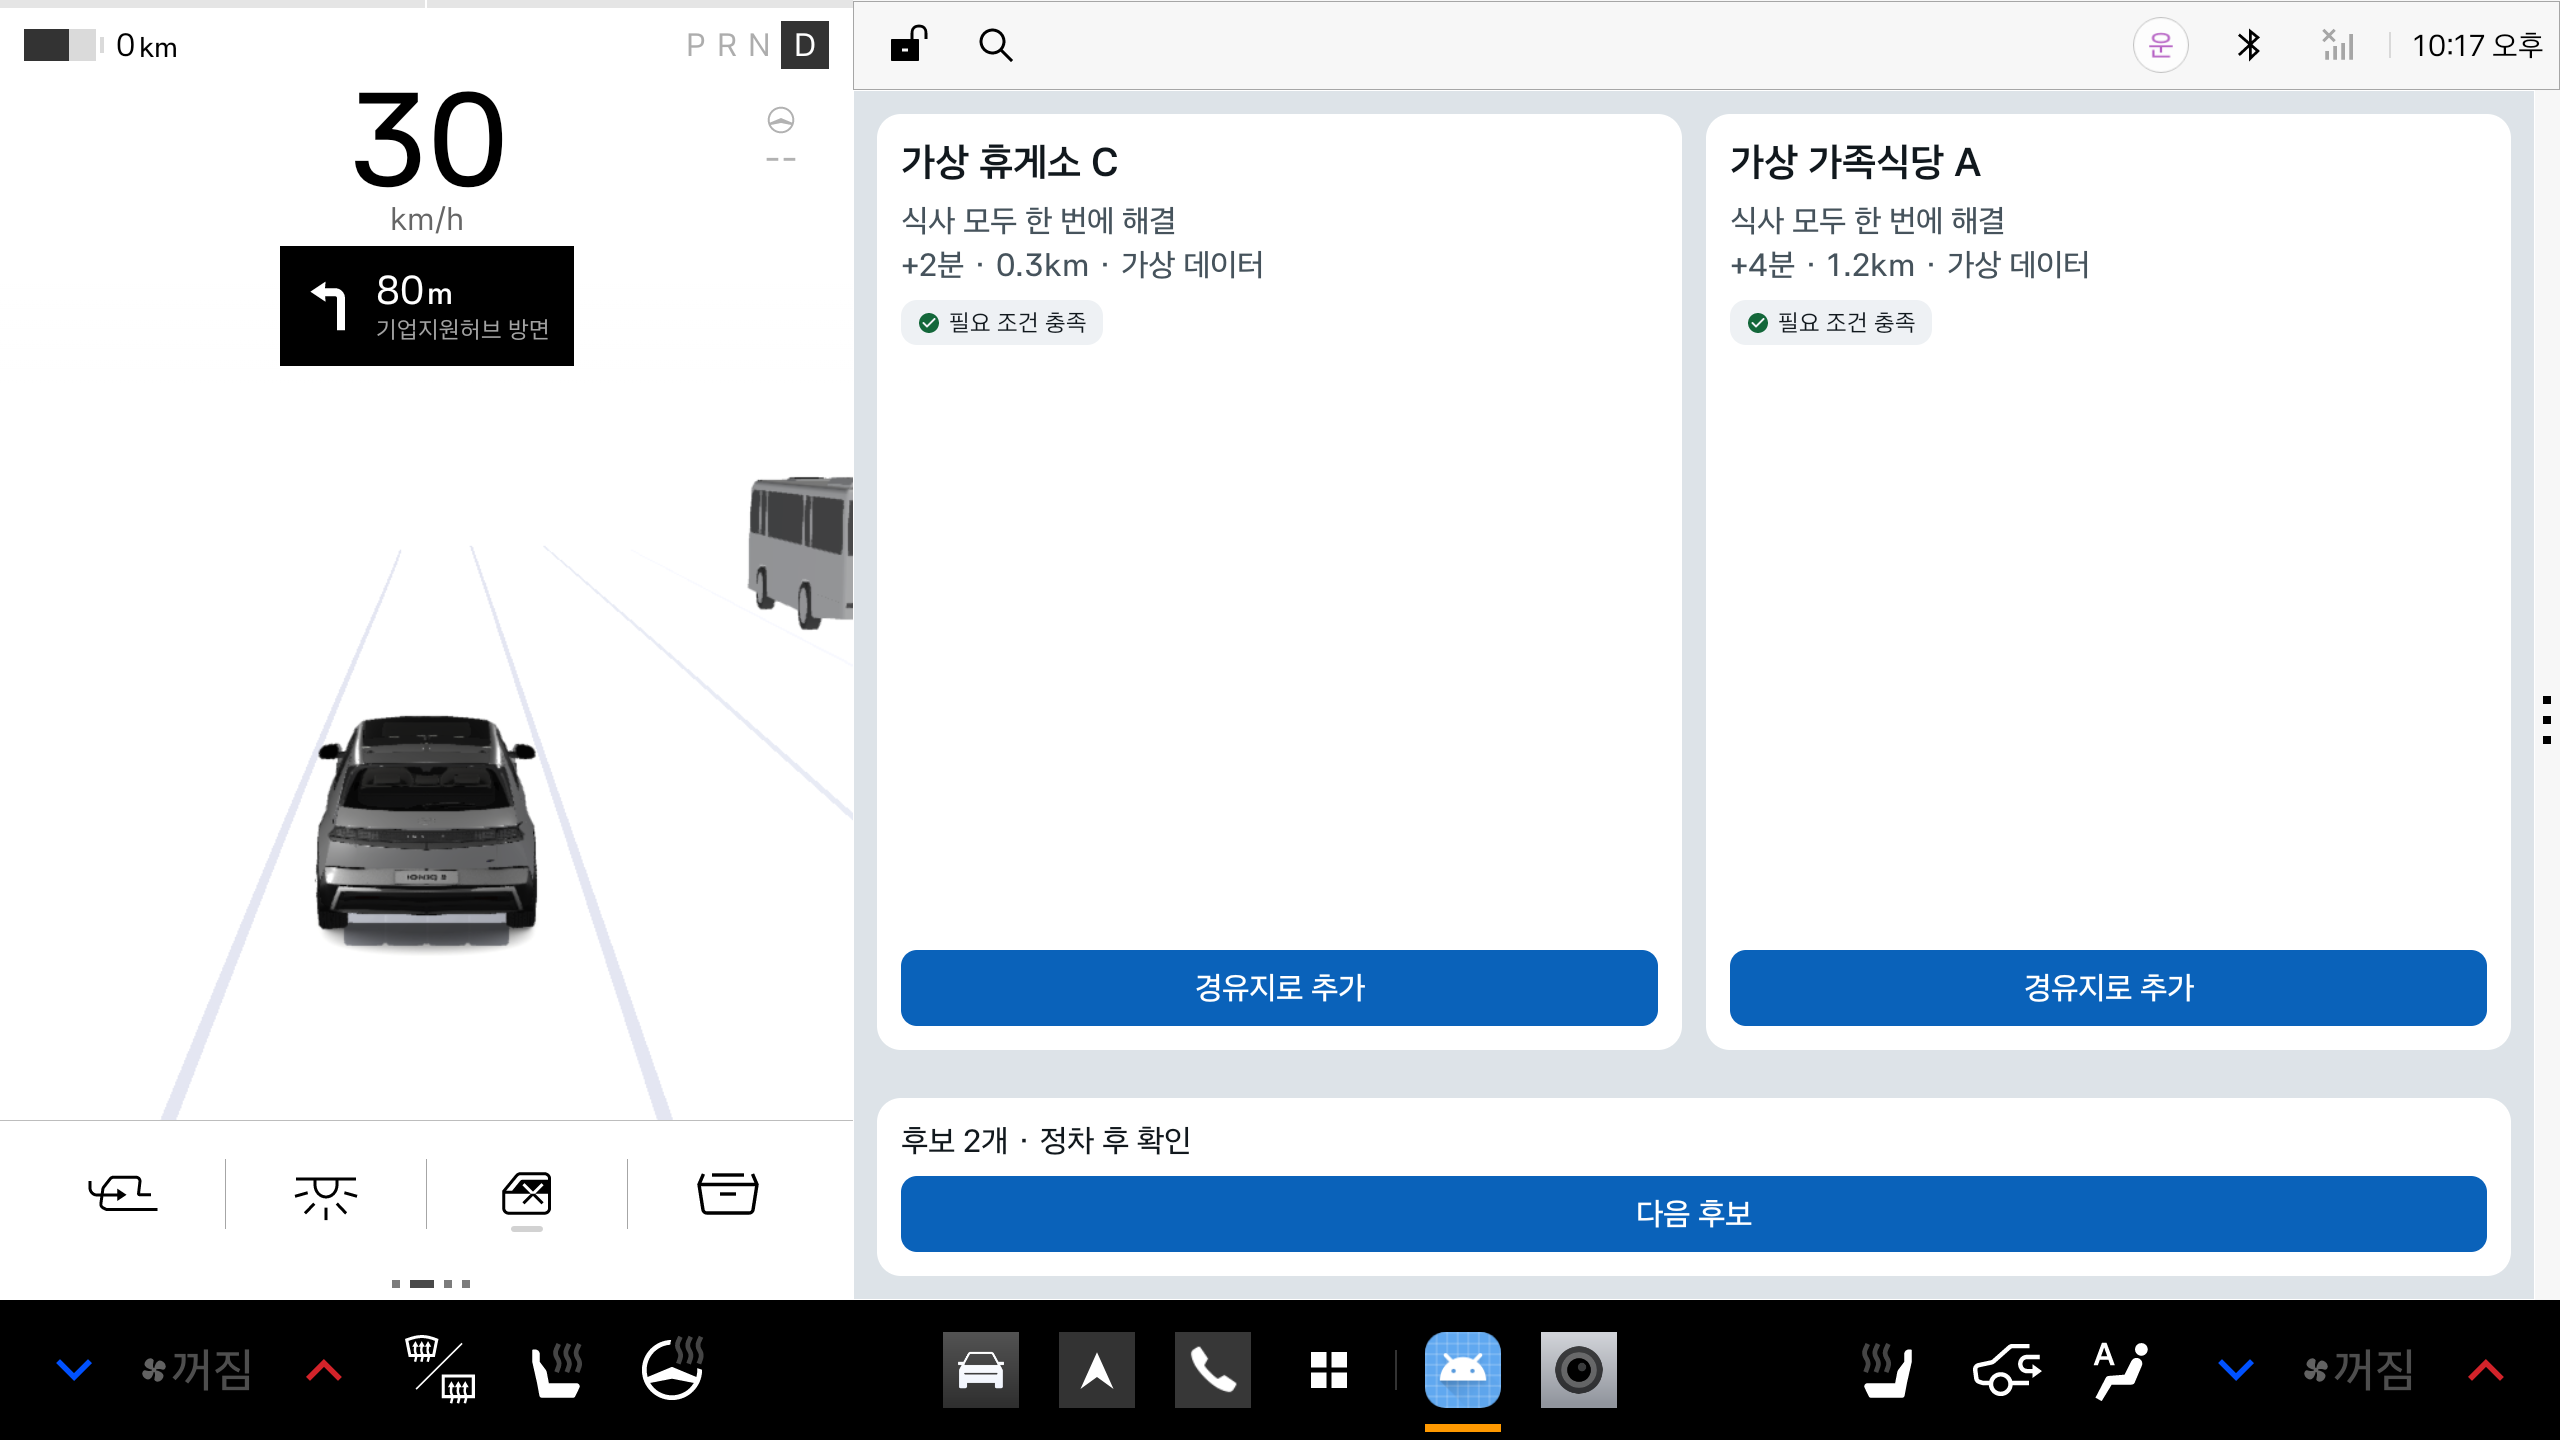 0 km
P R N D
30
km/h
80 m
기업지원허브 방면
운
10:17 오후
가상 휴게소 C
식사 모두 한 번에 해결
+2분 · 0.3km · 가상 데이터
필요 조건 충족
경유지로 추가
가상 가족식당 A
식사 모두 한 번에 해결
+4분 · 1.2km · 가상 데이터
필요 조건 충족
경유지로 추가
후보 2개 · 정차 후 확인
다음 후보
꺼짐
A
꺼짐